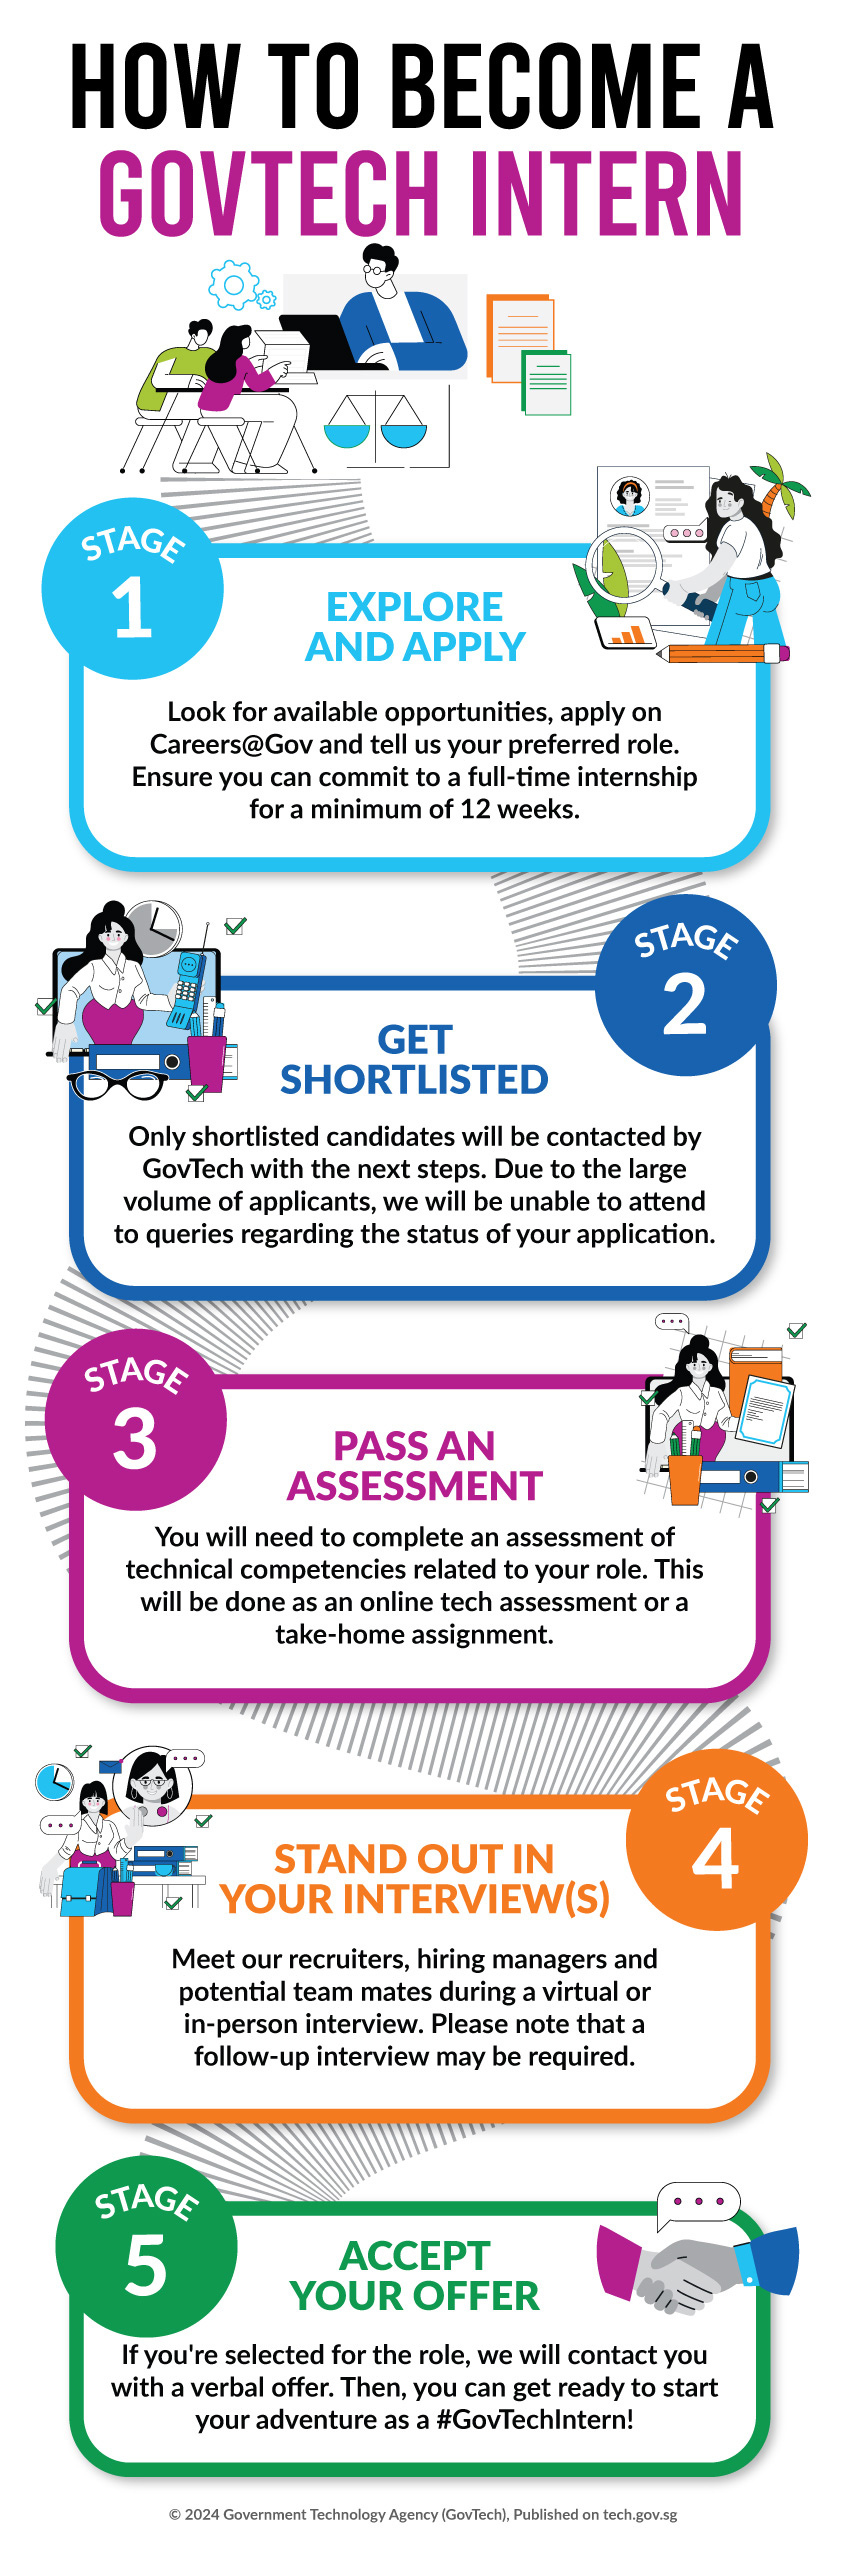 HOW TO BECOME A
GOVTECH INTERN
STAGE
1
EXPLORE
AND APPLY
Look for available opportunities, apply on
Careers@Gov and tell us your preferred role.
Ensure you can commit to a full-time internship
for a minimum of 12 weeks.
STAGE
2
GET
SHORTLISTED
Only shortlisted candidates will be contacted by
GovTech with the next steps. Due to the large
volume of applicants, we will be unable to attend
to queries regarding the status of your application.
STAGE
3
PASS AN
ASSESSMENT
You will need to complete an assessment of
technical competencies related to your role. This
will be done as an online tech assessment or a
take-home assignment.
STAGE
4
STAND OUT IN
YOUR INTERVIEW(S)
Meet our recruiters, hiring managers and
potential team mates during a virtual or
in-person interview. Please note that a
follow-up interview may be required.
STAGE
5
ACCEPT
YOUR OFFER
If you're selected for the role, we will contact you
with a verbal offer. Then, you can get ready to start
your adventure as a #GovTechIntern!
© 2024 Government Technology Agency (GovTech), Published on tech.gov.sg